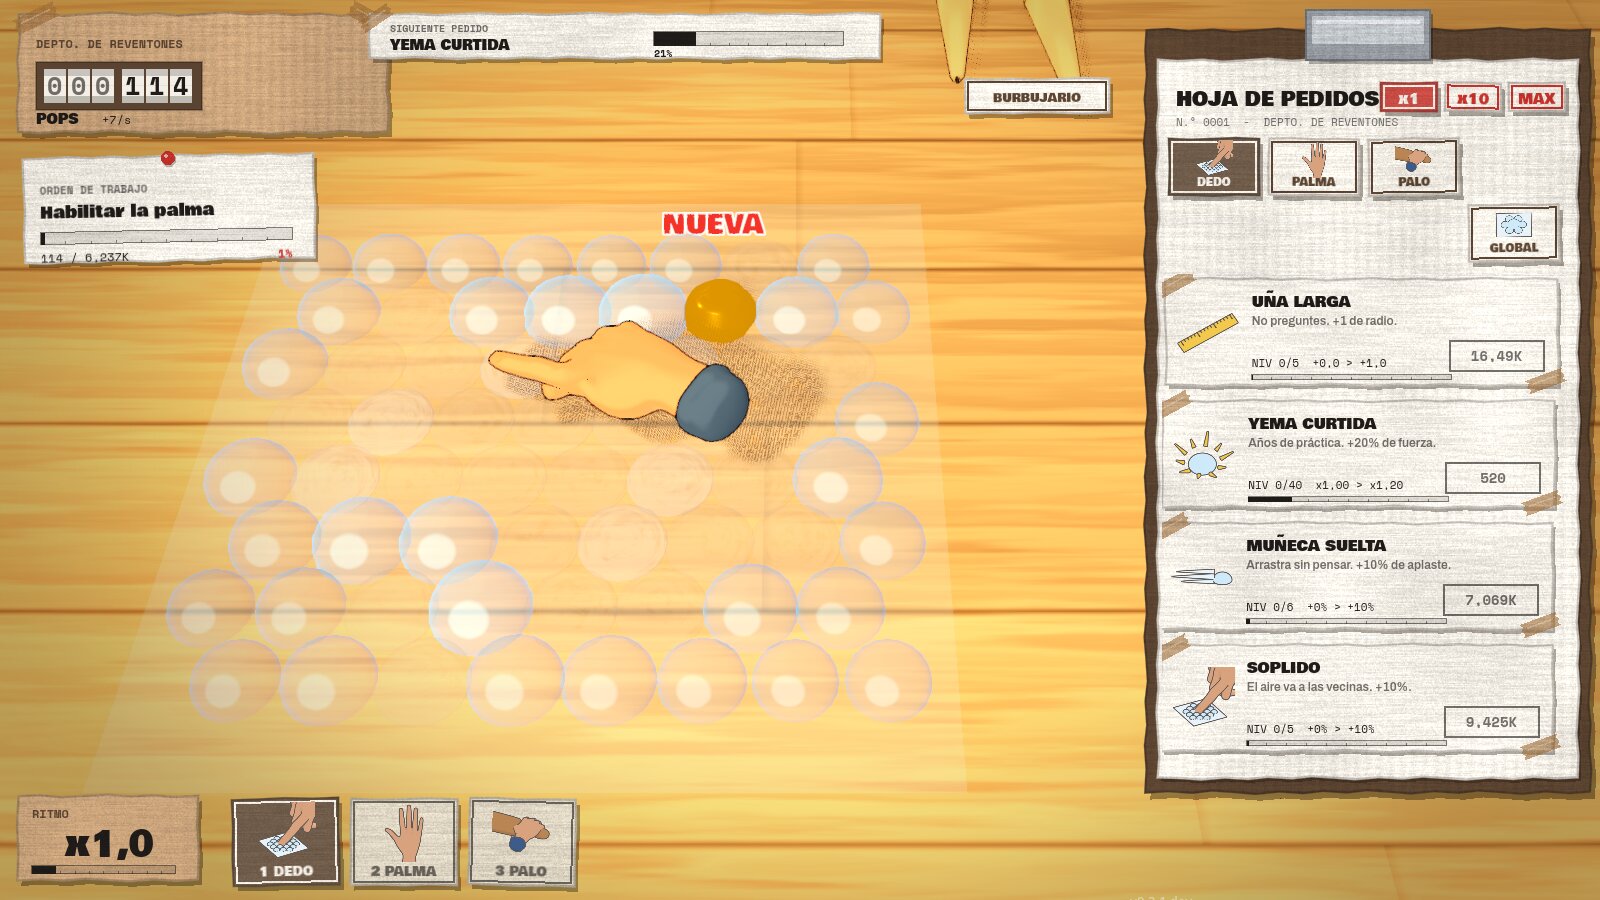 DEPTO. DE REVENTONES
000114
POPS +7/s
SIGUIENTE PEDIDO
YEMA CURTIDA
21%
BURBUJARIO
ORDEN DE TRABAJO
Habilitar la palma
114 / 6,237K
1%
NUEVA
HOJA DE PEDIDOS
x1
x10
MAX
N.º 0001 - DEPTO. DE REVENTONES
DEDO
PALMA
PALO
GLOBAL
UÑA LARGA
No preguntes. +1 de radio.
NIV 0/5 +0,0 > +1,0
16,49K
YEMA CURTIDA
Años de práctica. +20% de fuerza.
NIV 0/40 x1,00 > x1,20
520
MUÑECA SUELTA
Arrastra sin pensar. +10% de aplaste.
NIV 0/6 +0% > +10%
7,069K
SOPLIDO
El aire va a las vecinas. +10%.
NIV 0/5 +0% > +10%
9,425K
RITMO
x1,0
1 DEDO
2 PALMA
3 PALO